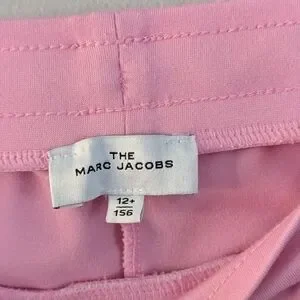 THE
MARC JACOBS
12+
156